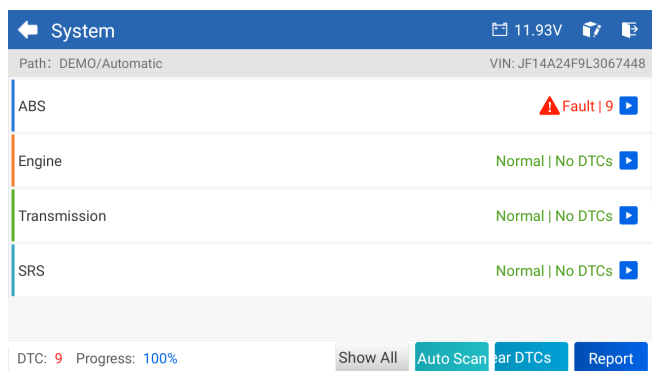 System 11.93V
Path: DEMO/Automatic VIN: JF14A24F9L3067448
ABS Fault | 9
Engine Normal | No DTCs
Transmission Normal | No DTCs
SRS Normal | No DTCs
DTC: 9 Progress: 100% Show All Auto Scan ear DTCs Report